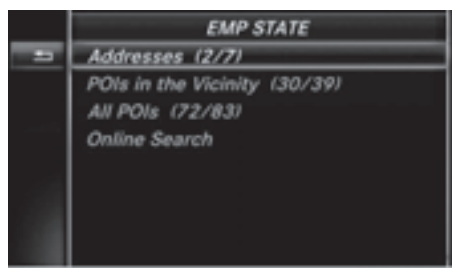 EMP STATE
Addresses (2/7)
POIs in the Vicinity (30/39)
All POIs (72/83)
Online Search